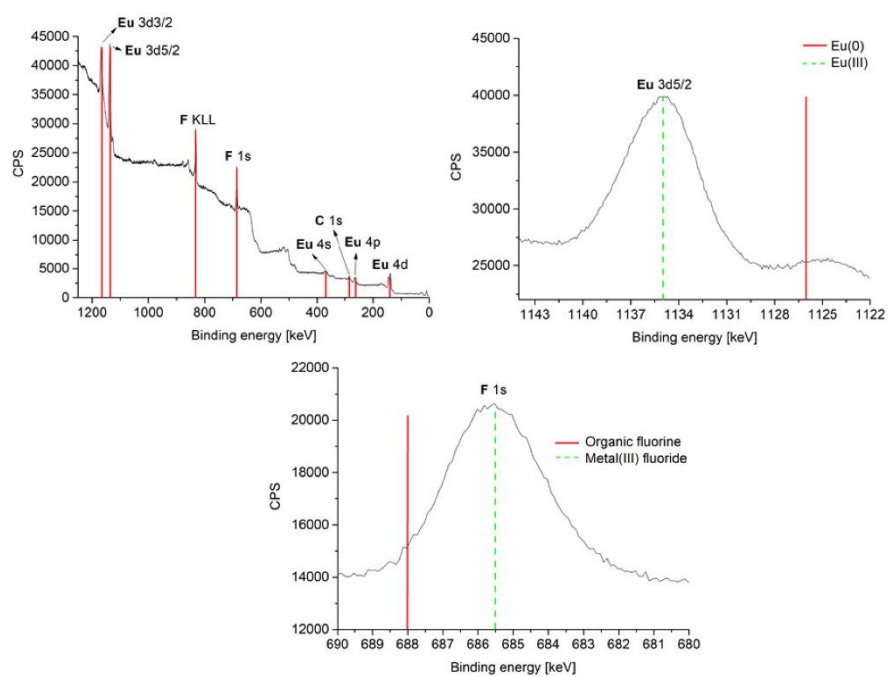 Eu 3d3/2
Eu 3d5/2
F KLL
F 1s
C 1s
Eu 4s
Eu 4p
Eu 4d
CPS
45000
40000
35000
30000
25000
20000
15000
10000
5000
0
1200 1000 800 600 400 200 0
Binding energy [keV]
Eu(0)
Eu(III)
Eu 3d5/2
CPS
40000
35000
30000
25000
1143 1140 1137 1134 1131 1128 1125 1122
Binding energy [keV]
F 1s
Organic fluorine
Metal(III) fluoride
CPS
22000
20000
18000
16000
14000
12000
690 689 688 687 686 685 684 683 682 681 680
Binding energy [keV]